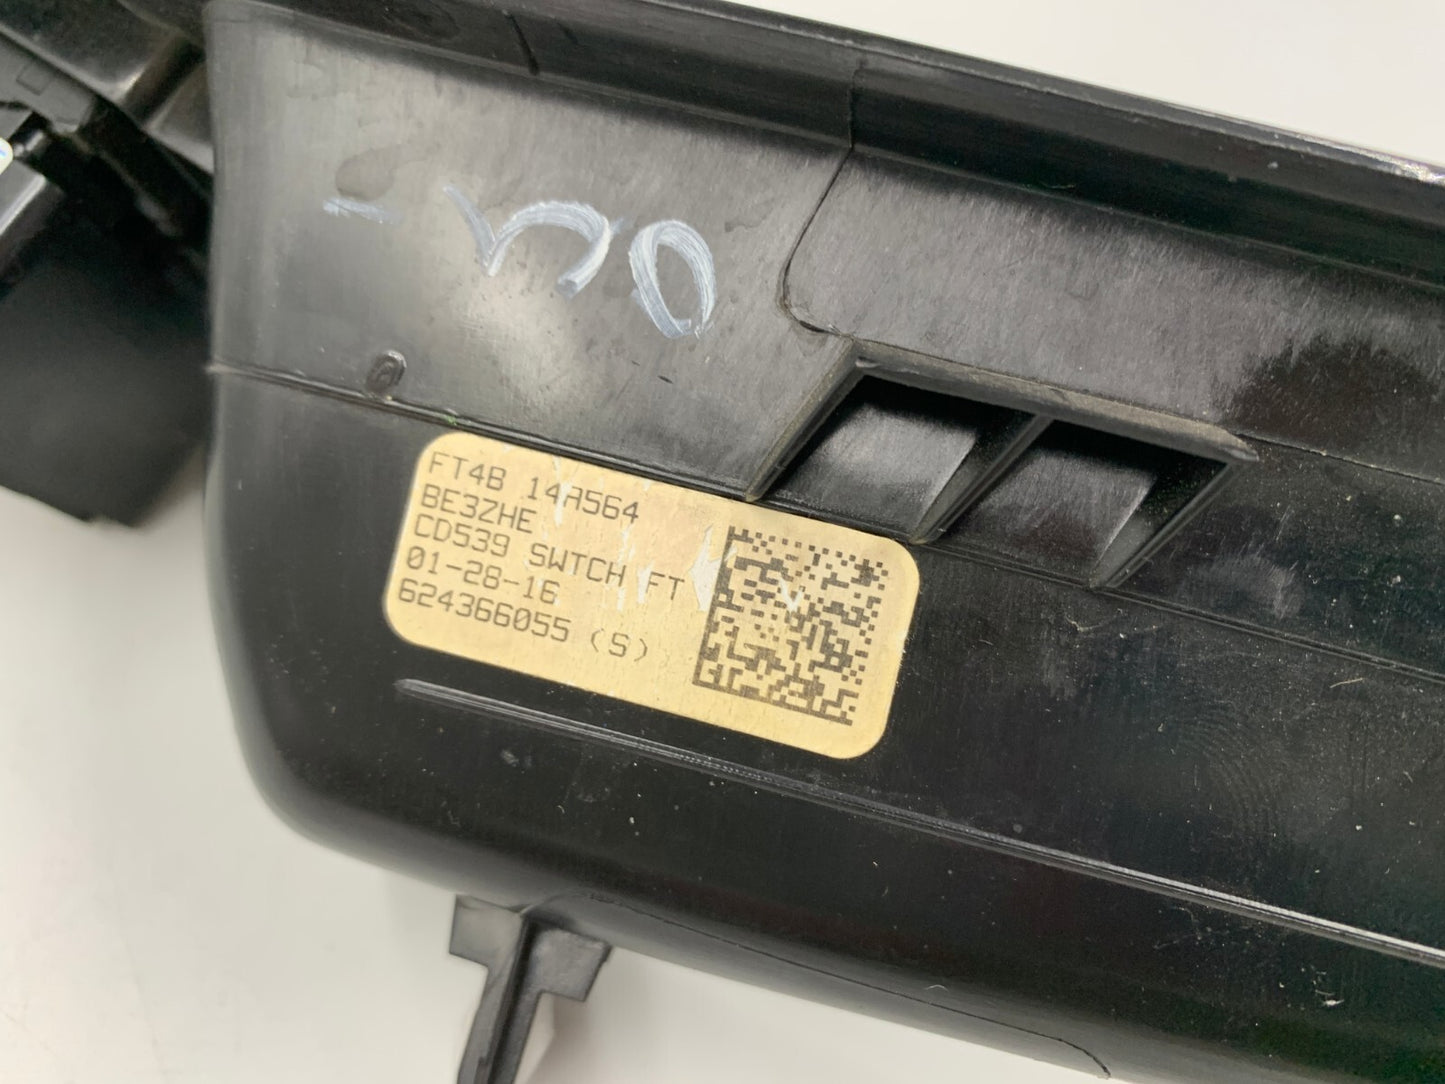 FT4B 14A564
BE3ZHE
CD539 SWTCH FT
01-28-16
624366055 (S)